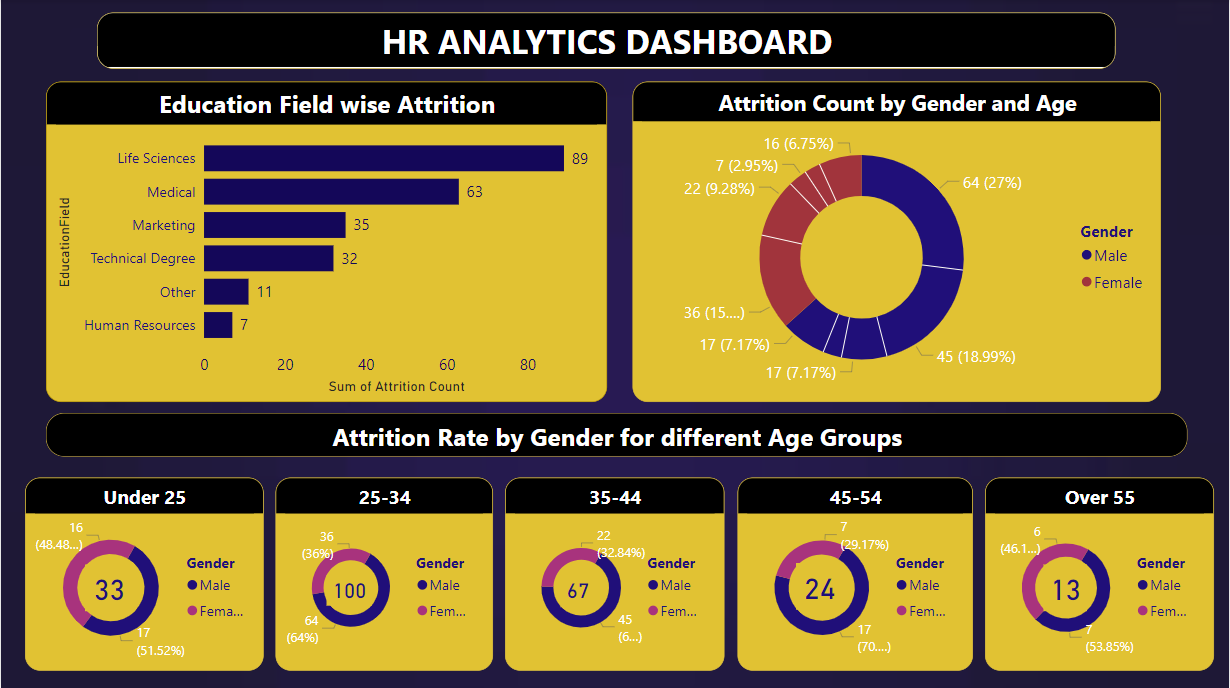 HR ANALYTICS DASHBOARD
Education Field wise Attrition
EducationField
Life Sciences 89
Medical 63
Marketing 35
Technical Degree 32
Other 11
Human Resources 7
0 20 40 60 80
Sum of Attrition Count
Attrition Count by Gender and Age
16 (6.75%)
7 (2.95%)
22 (9.28%)
64 (27%)
36 (15....)
17 (7.17%)
17 (7.17%)
45 (18.99%)
Gender
Male
Female
Attrition Rate by Gender for different Age Groups
Under 25
16
(48.48...)
33
17
(51.52%)
Gender
Male
Fema...
25-34
36
(36%)
100
64
(64%)
Gender
Male
Fem...
35-44
22
(32.84%)
67
45
(6...)
Gender
Male
Fem...
45-54
7
(29.17%)
24
17
(70....)
Gender
Male
Fem...
Over 55
6
(46.1...)
13
7
(53.85%)
Gender
Male
Fem...